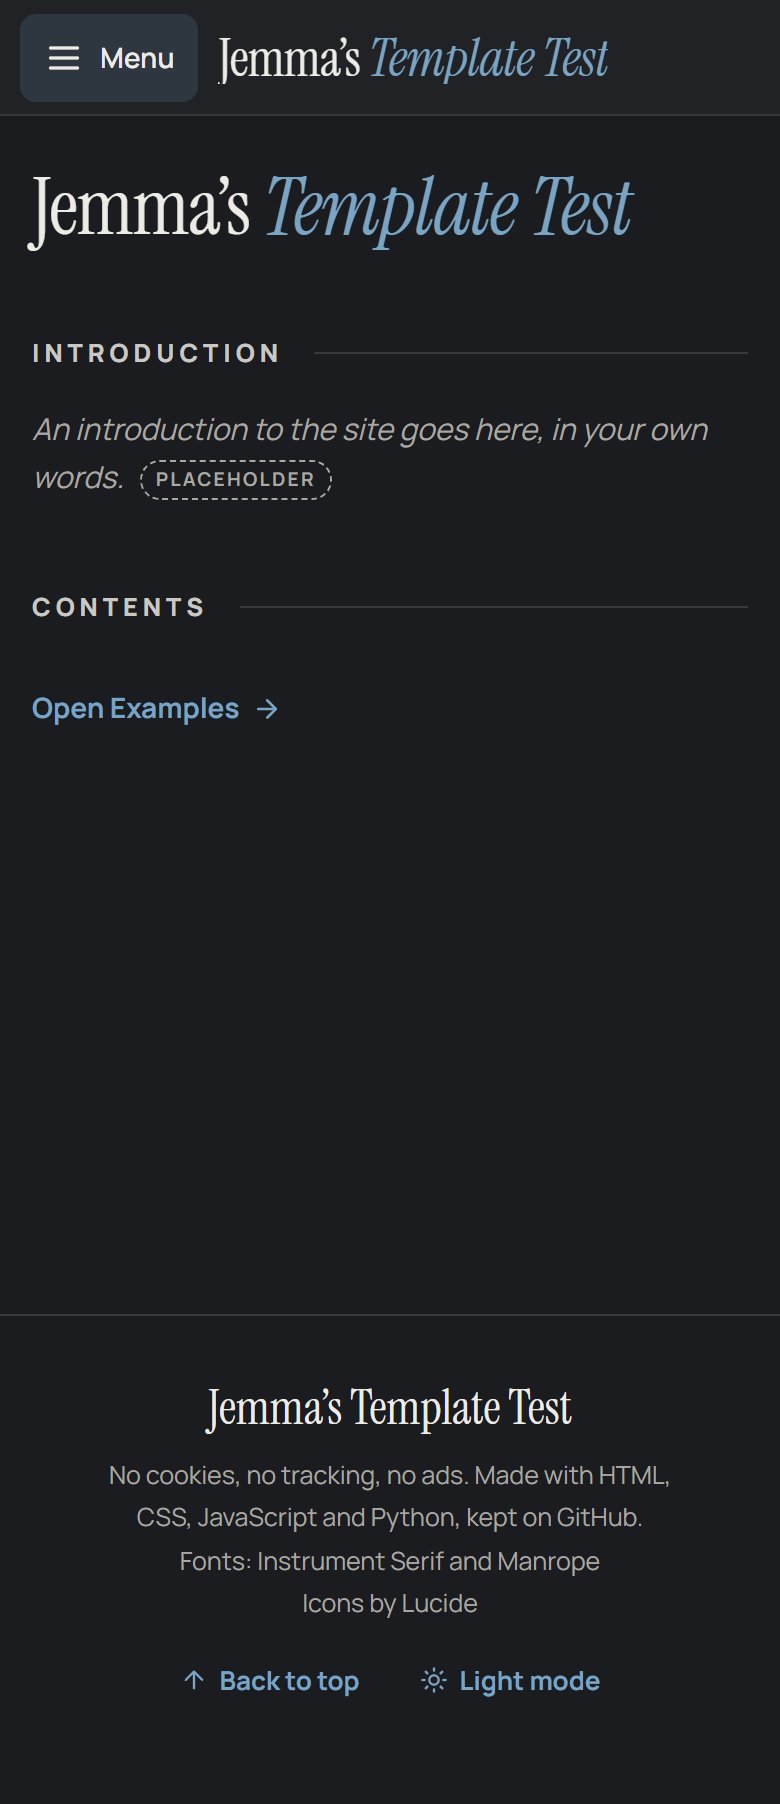 Menu
Jemma’s Template Test
Jemma’s Template Test
INTRODUCTION
An introduction to the site goes here, in your own
words. PLACEHOLDER
CONTENTS
Open Examples →
Jemma’s Template Test
No cookies, no tracking, no ads. Made with HTML,
CSS, JavaScript and Python, kept on GitHub.
Fonts: Instrument Serif and Manrope
Icons by Lucide
↑ Back to top
Light mode